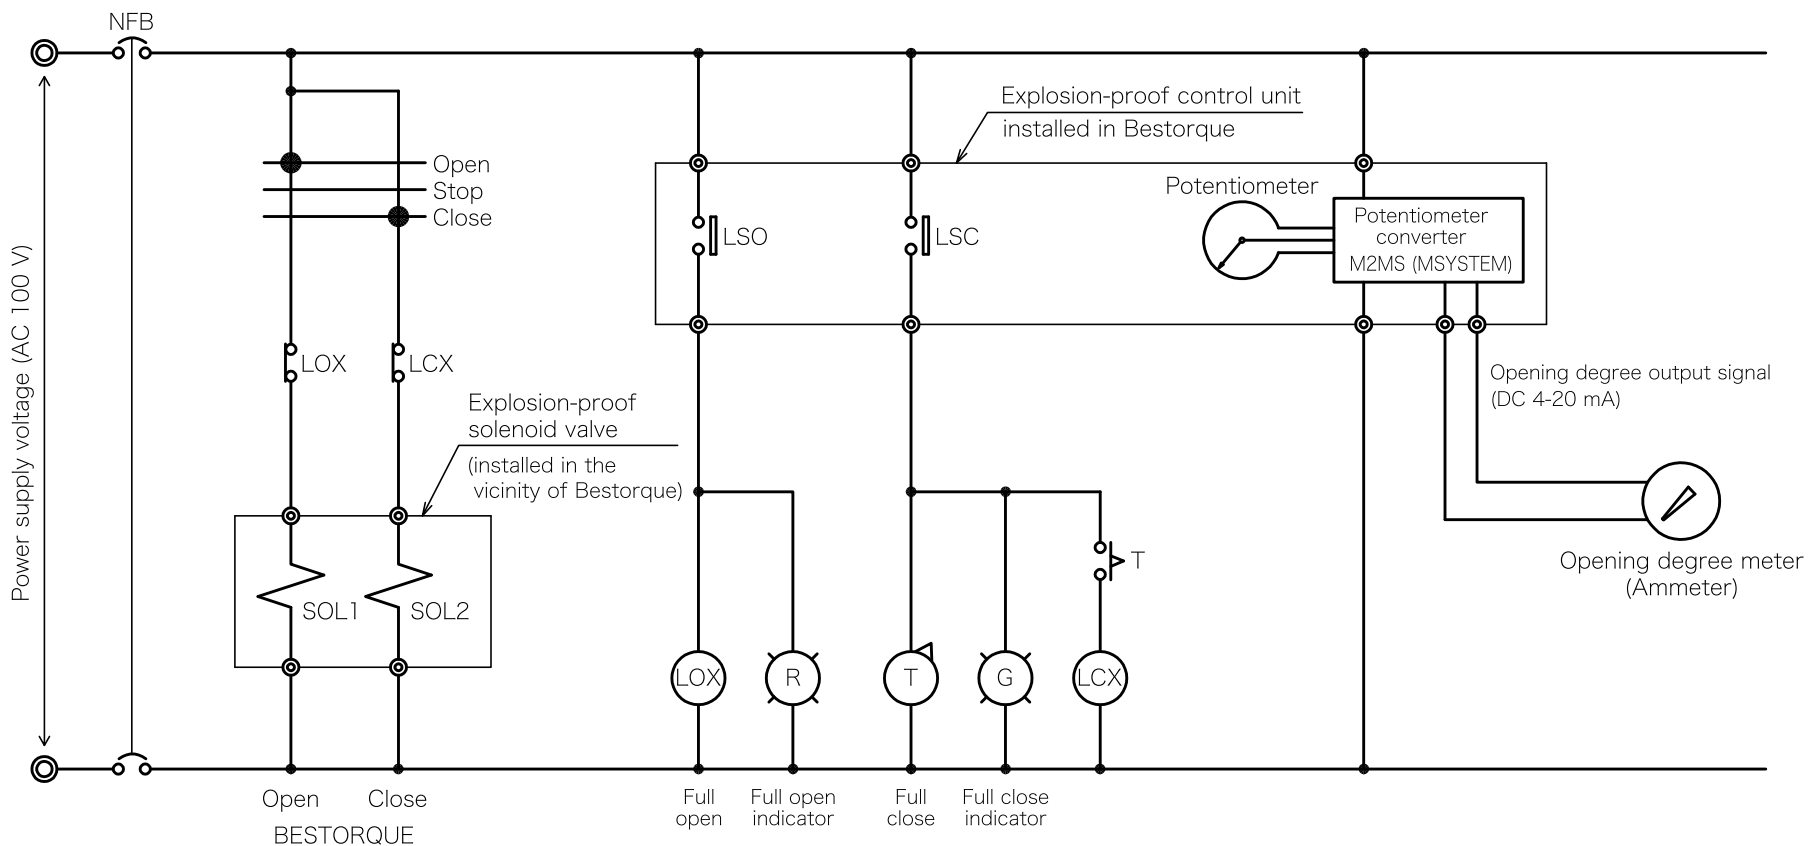 NFB
Power supply voltage (AC 100 V)
Open
Stop
Close
LOX
LCX
Explosion-proof
solenoid valve
(installed in the
vicinity of Bestorque)
SOL1
SOL2
Open
Close
BESTORQUE
Explosion-proof control unit
installed in Bestorque
LSO
LSC
Potentiometer
Potentiometer
converter
M2MS (MSYSTEM)
Opening degree output signal
(DC 4-20 mA)
Opening degree meter
(Ammeter)
T
LOX
R
T
G
LCX
Full
open
Full open
indicator
Full
close
Full close
indicator